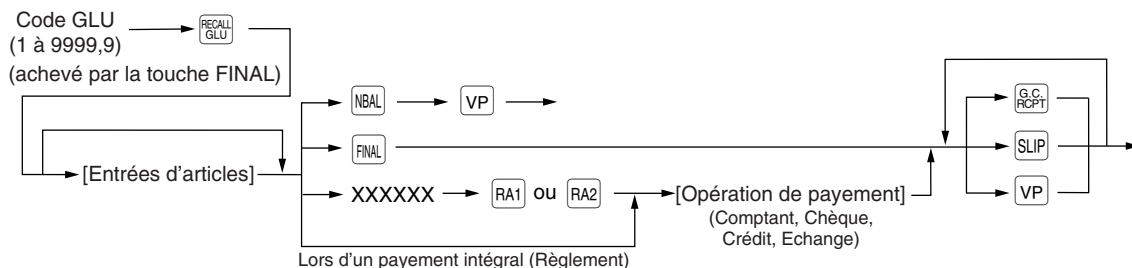 Code GLU
(1 à 9999,9)
RECALL
GLU
(achevé par la touche FINAL)
NBAL
VP
G.C.
RCPT
[Entrées d'articles]
FINAL
SLIP
XXXXXX
RA1 ou RA2
[Opération de payement]
VP
(Comptant, Chèque,
Crédit, Echange)
Lors d'un payement intégral (Règlement)